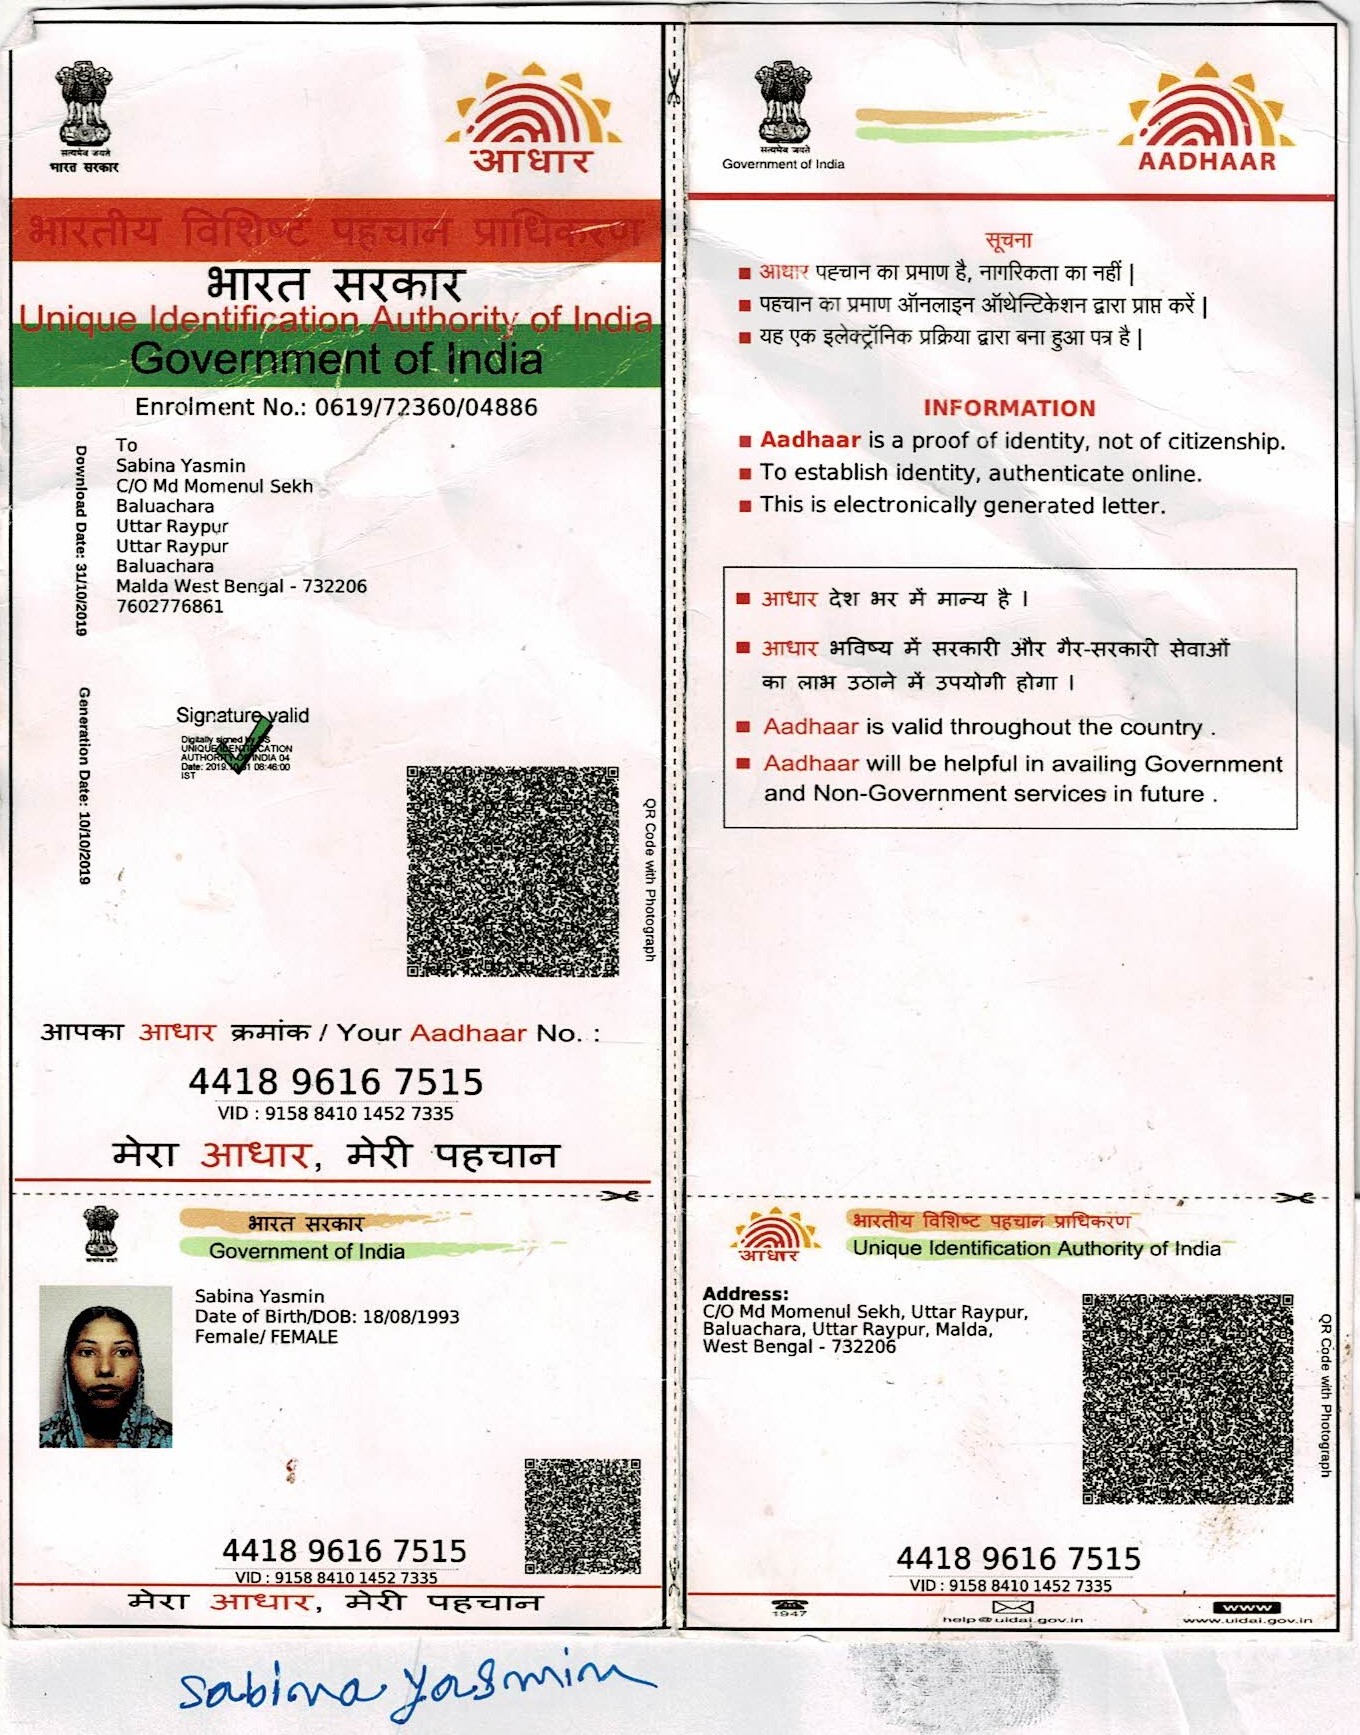 सत्यमेव जयते
भारत सरकार
आधार
भारतीय विशिष्ट पहचान प्राधिकरण
भारत सरकार
Unique Identification Authority of India
Government of India
Enrolment No.: 0619/72360/04886
Download Date: 31/10/2019
To
Sabina Yasmin
C/O Md Momenul Sekh
Baluachara
Uttar Raypur
Uttar Raypur
Baluachara
Malda West Bengal - 732206
7602776861
Generation Date: 10/10/2019
Signature valid
Digitally signed by DS
UNIQUE IDENTIFICATION
AUTHORITY OF INDIA 04
Date: 2019.10.31 08:46:00
IST
QR Code with Photograph
आपका आधार क्रमांक / Your Aadhaar No. :
4418 9616 7515
VID : 9158 8410 1452 7335
मेरा आधार, मेरी पहचान
सत्यमेव जयते
Government of India
AADHAAR
सूचना
आधार पहचान का प्रमाण है, नागरिकता का नहीं |
पहचान का प्रमाण ऑनलाइन ऑथेन्टिकेशन द्वारा प्राप्त करें |
यह एक इलेक्ट्रॉनिक प्रक्रिया द्वारा बना हुआ पत्र है |
INFORMATION
Aadhaar is a proof of identity, not of citizenship.
To establish identity, authenticate online.
This is electronically generated letter.
आधार देश भर में मान्य है ।
आधार भविष्य में सरकारी और गैर-सरकारी सेवाओं
का लाभ उठाने में उपयोगी होगा ।
Aadhaar is valid throughout the country .
Aadhaar will be helpful in availing Government
and Non-Government services in future .
भारत सरकार
Government of India
Sabina Yasmin
Date of Birth/DOB: 18/08/1993
Female/ FEMALE
4418 9616 7515
VID : 9158 8410 1452 7335
मेरा आधार, मेरी पहचान
आधार
भारतीय विशिष्ट पहचान प्राधिकरण
Unique Identification Authority of India
Address:
C/O Md Momenul Sekh, Uttar Raypur,
Baluachara, Uttar Raypur, Malda,
West Bengal - 732206
QR Code with Photograph
4418 9616 7515
VID : 9158 8410 1452 7335
1947
help@uidai.gov.in
www
www.uidai.gov.in
Sabina Yasmin